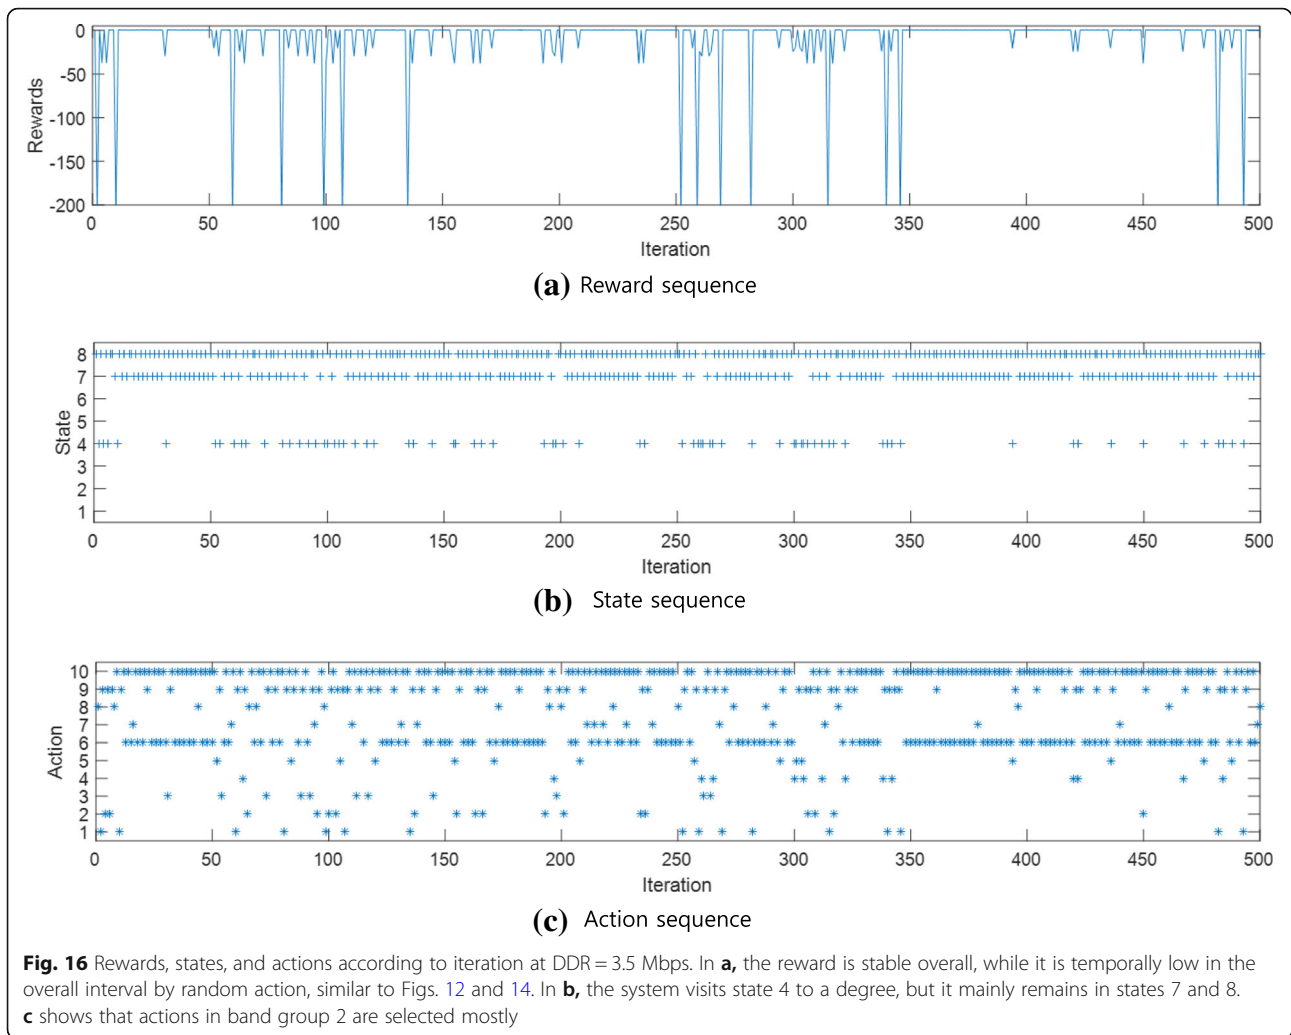 0
-50
-100
-150
-200
Rewards
0 50 100 150 200 250 300 350 400 450 500
Iteration
(a) Reward sequence
8
7
6
5
4
3
2
1
State
0 50 100 150 200 250 300 350 400 450 500
Iteration
(b) State sequence
10
9
8
7
6
5
4
3
2
1
Action
0 50 100 150 200 250 300 350 400 450 500
Iteration
(c) Action sequence
Fig. 16 Rewards, states, and actions according to iteration at DDR = 3.5 Mbps. In a, the reward is stable overall, while it is temporally low in the
overall interval by random action, similar to Figs. 12 and 14. In b, the system visits state 4 to a degree, but it mainly remains in states 7 and 8.
c shows that actions in band group 2 are selected mostly